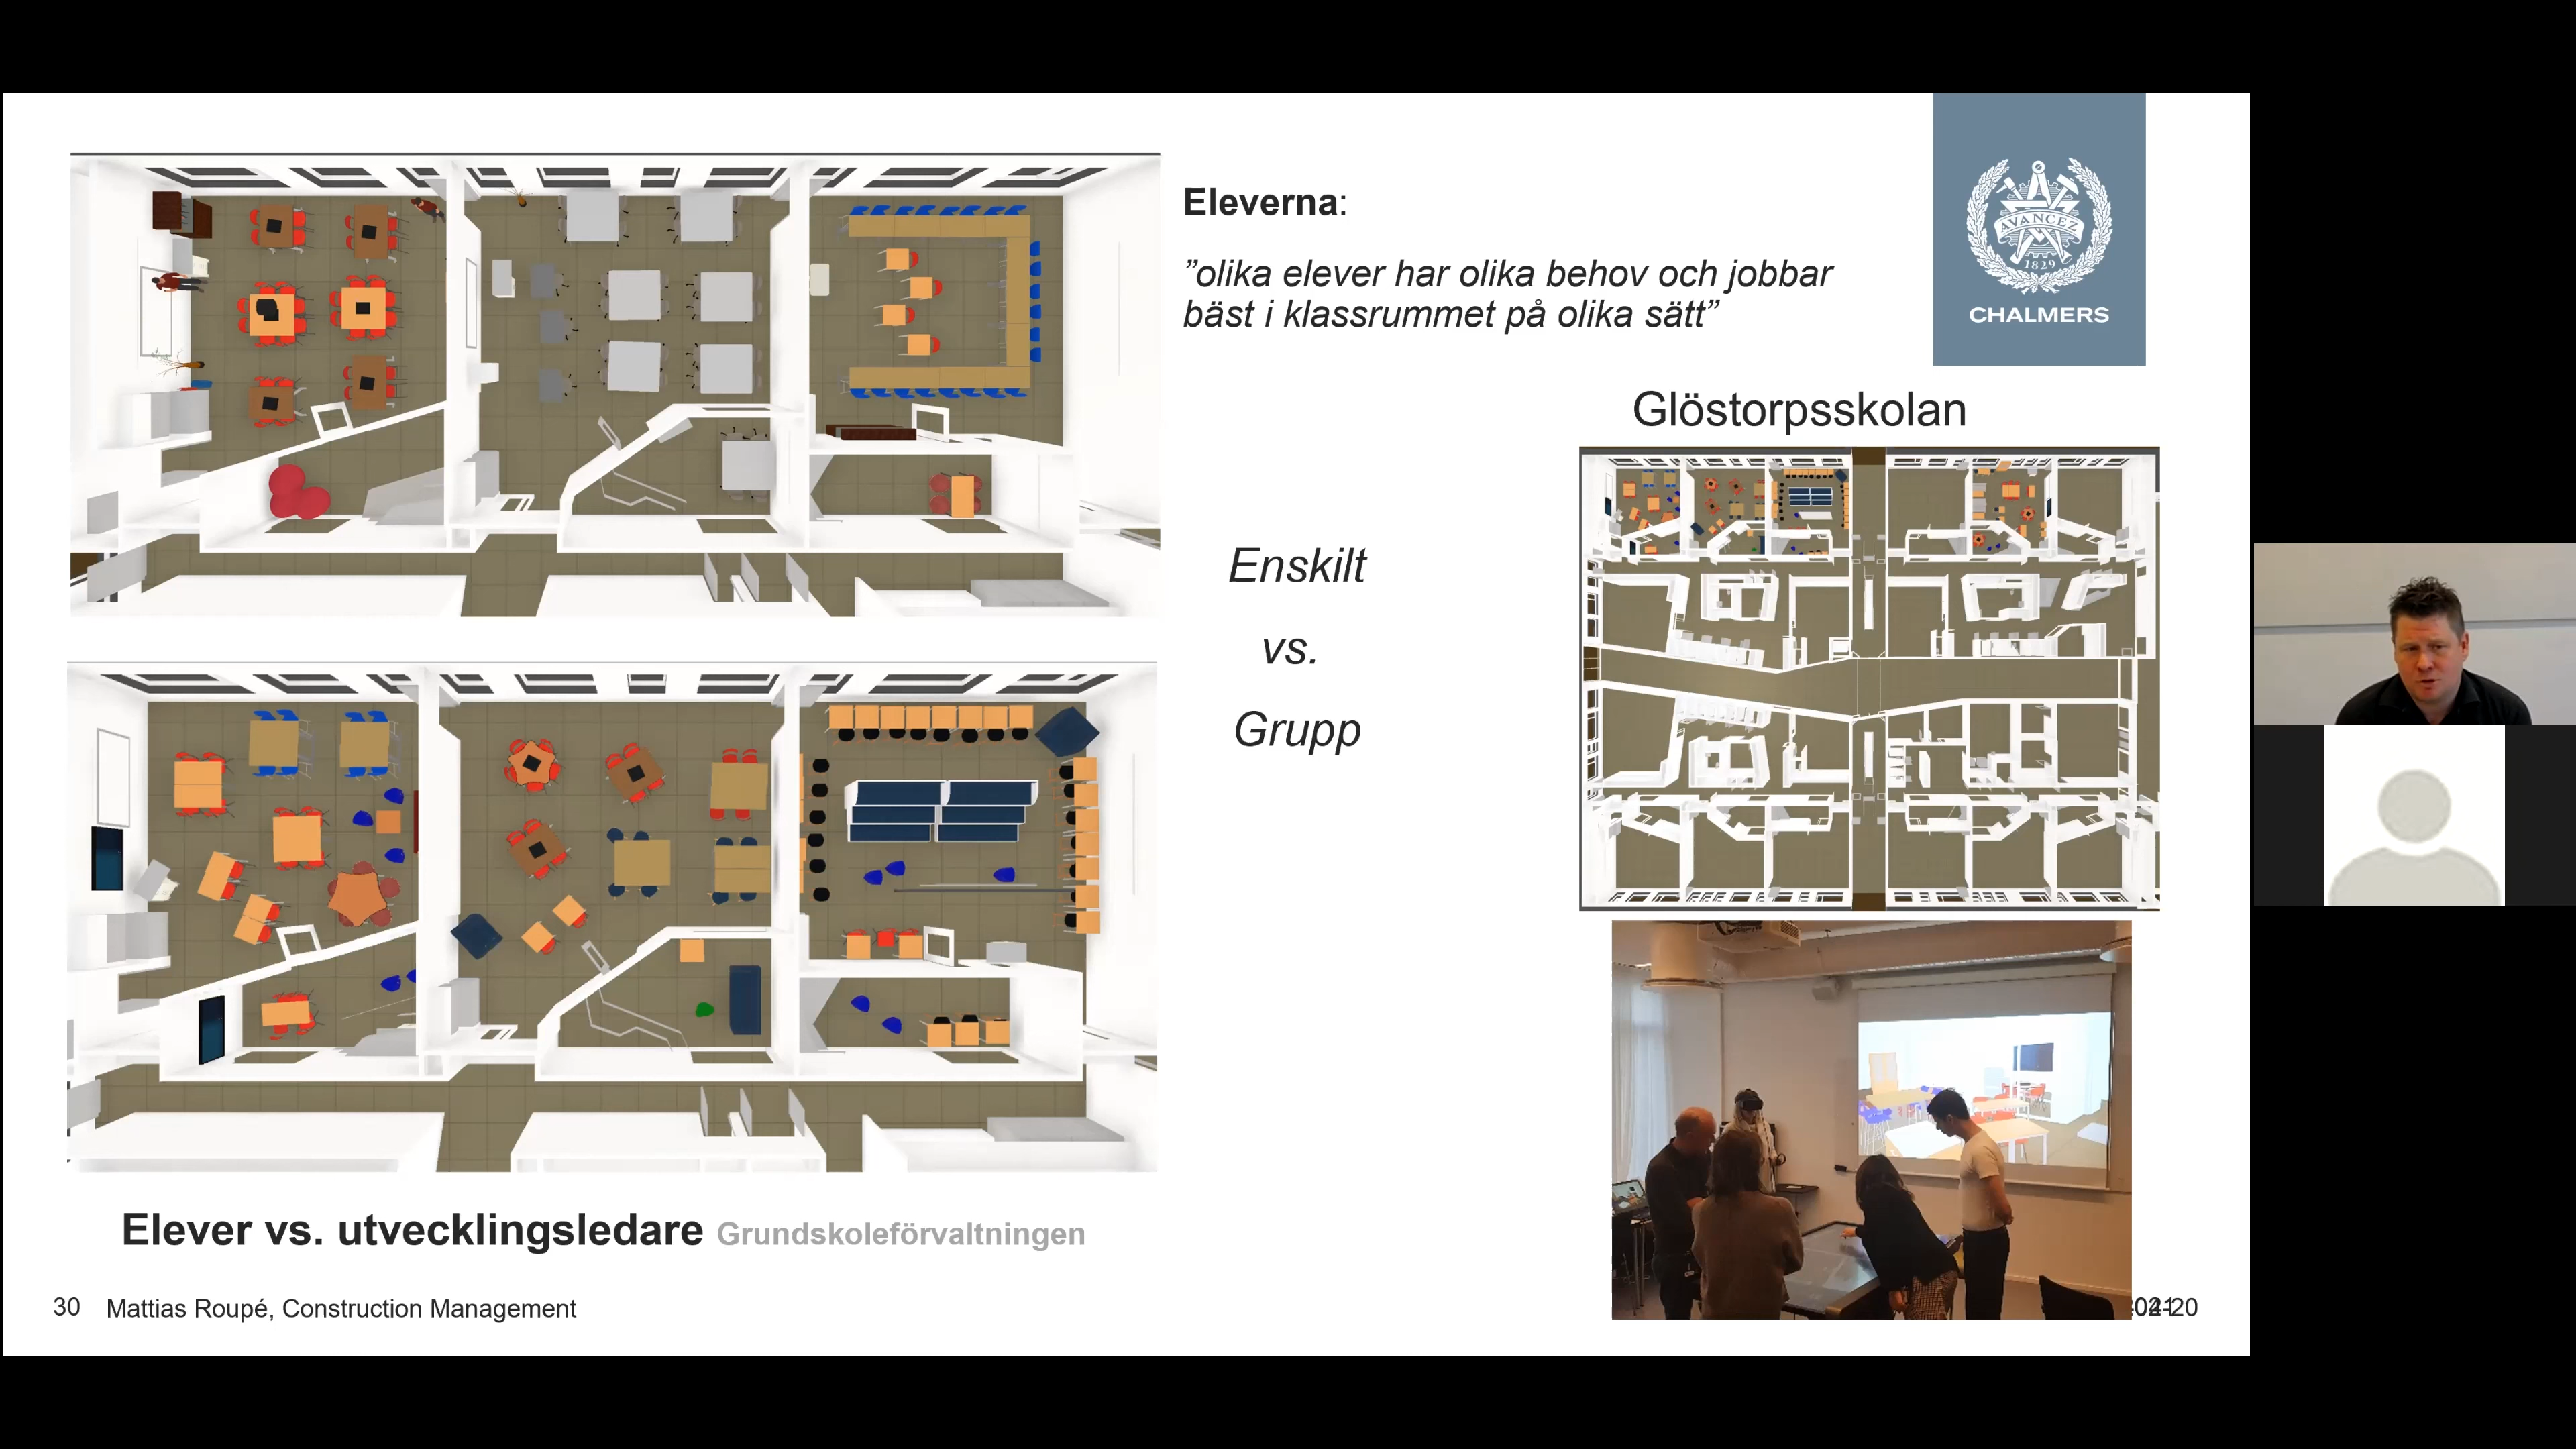 Eleverna:
”olika elever har olika behov och jobbar
bäst i klassrummet på olika sätt”
AVANCEZ
1829
CHALMERS
Glöstorpsskolan
Enskilt
vs.
Grupp
Elever vs. utvecklingsledare Grundskoleförvaltningen
30 Mattias Roupé, Construction Management